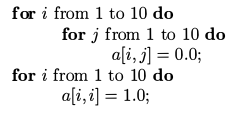 for i from 1 to 10 do
for j from 1 to 10 do
a[i, j] = 0.0;
for i from 1 to 10 do
a[i, i] = 1.0;